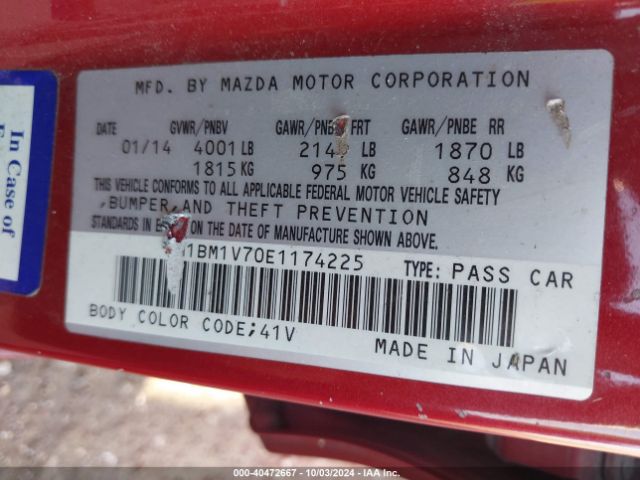 MFD. BY MAZDA MOTOR CORPORATION
DATE GVWR/PNBV GAWR/PNBE FRT GAWR/PNBE RR
01/14 4001 LB LB 1870 LB
1815 KG 975 KG 848 KG
THIS VEHICLE CONFORMS TO ALL APPLICABLE FEDERAL MOTOR VEHICLE SAFETY
,BUMPER,AND THEFT PREVENTION
STANDARDS IN ON THE DATE OF MANUFACTURE SHOWN ABOVE.
1BM1V70E1174225 TYPE: PASS CAR
BODY COLOR CODE;41V
MADE IN JAPAN
In Case of
000-40472667 - 10/03/2024 - IAAI.com